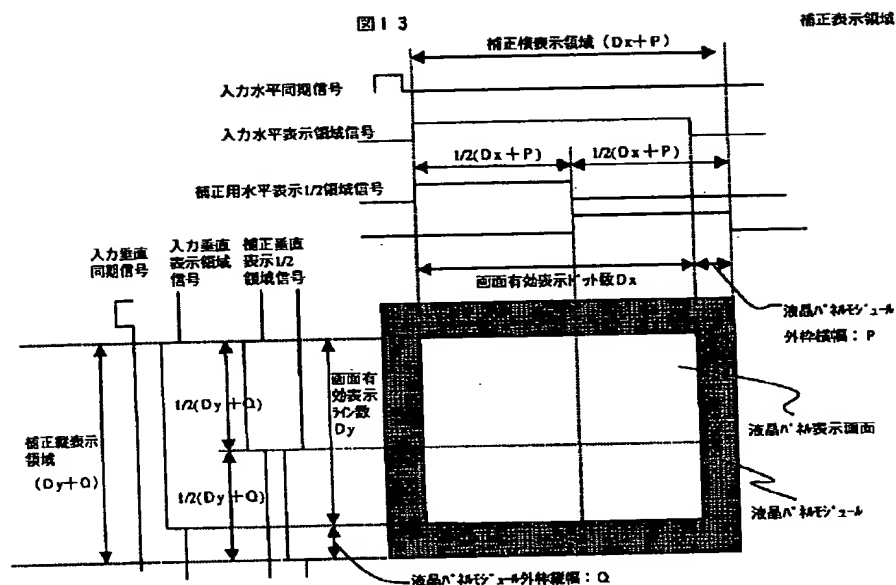 図13
補正表示領域
補正横表示領域(Dx+P)
入力水平同期信号
入力水平表示領域信号
1/2(Dx+P)
1/2(Dx+P)
補正用水平表示1/2領域信号
入力垂直
同期信号
入力垂直
表示領域
信号
補正垂直
表示1/2
領域信号
画面有効表示ドット数Dx
液晶パネルモジュール
外枠横幅:P
補正縦表示
領域
(Dy+Q)
1/2(Dy+Q)
1/2(Dy+Q)
画面有
効表示
ライン数
Dy
液晶パネル表示画面
液晶パネルモジュール
液晶パネルモジュール外枠縦幅:Q